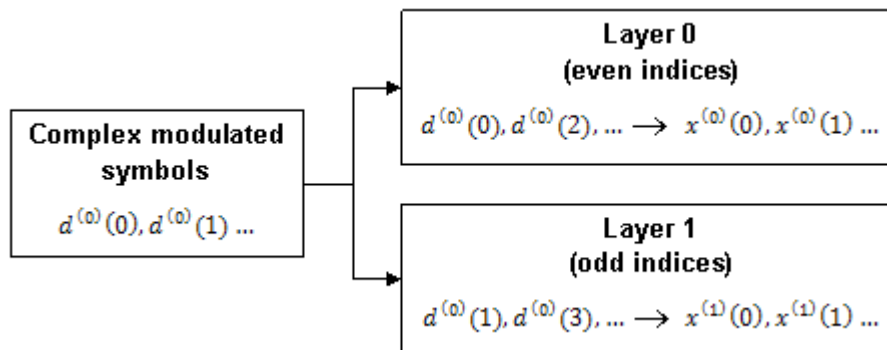 Complex modulated
symbols
d⁽⁰⁾(0), d⁽⁰⁾(1) ...
Layer 0
(even indices)
d⁽⁰⁾(0), d⁽⁰⁾(2), ... → x⁽⁰⁾(0), x⁽⁰⁾(1) ...
Layer 1
(odd indices)
d⁽⁰⁾(1), d⁽⁰⁾(3), ... → x⁽¹⁾(0), x⁽¹⁾(1) ...